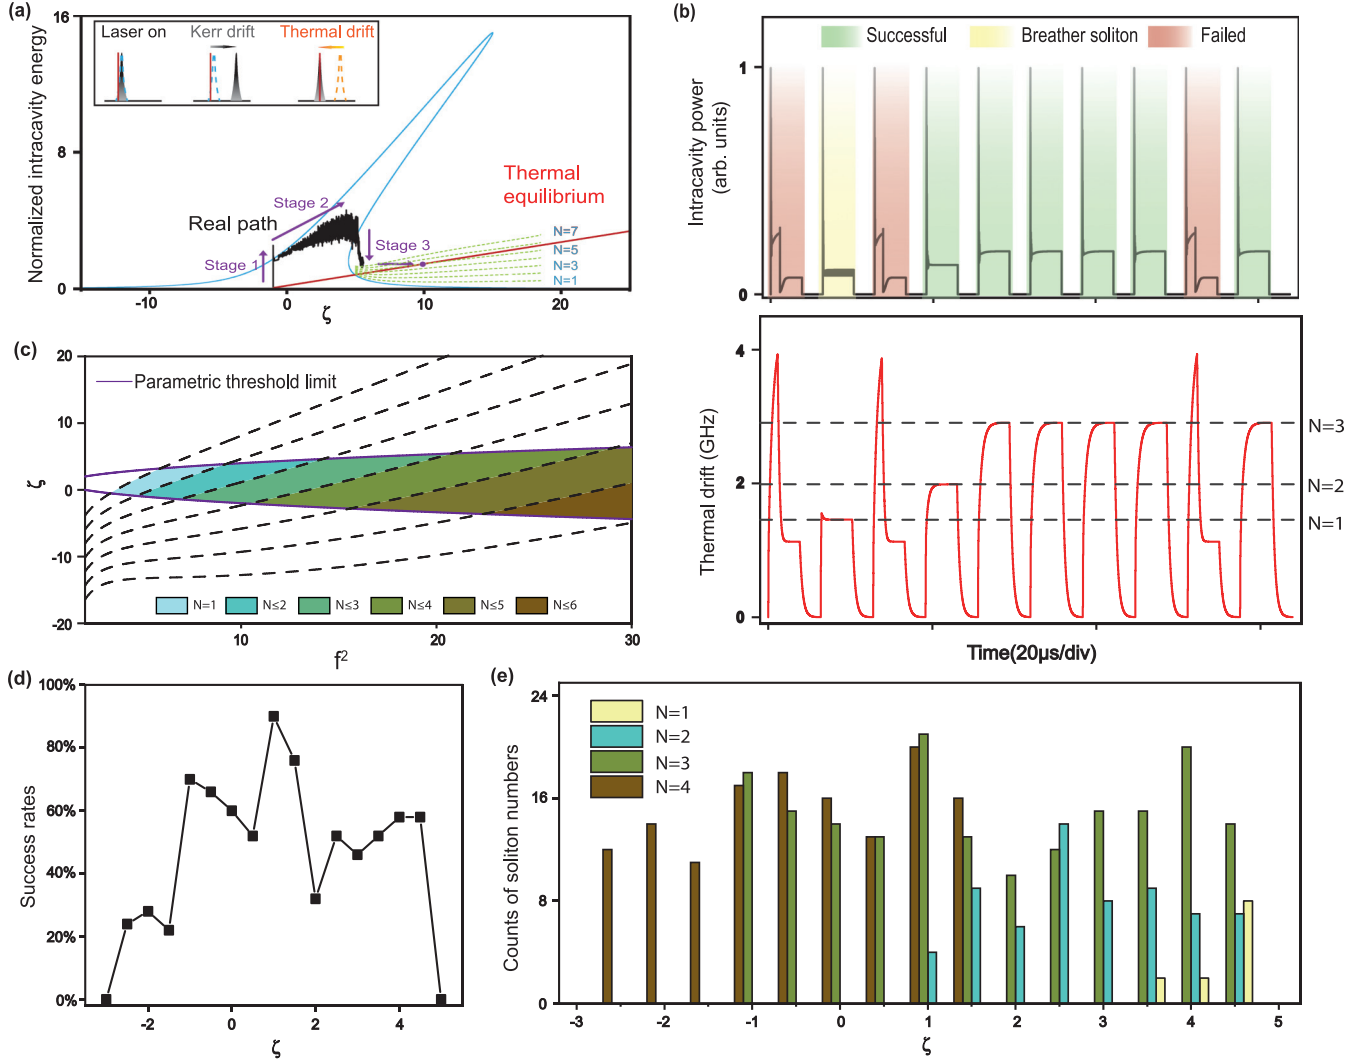 (a)
16
8
0
Normalized intracavity energy
Laser on
Kerr drift
Thermal drift
Thermal
equilibrium
Stage 2
Real path
Stage 1
Stage 3
N=7
N=5
N=3
N=1
-10
0
10
20
ζ
(b)
Successful
Breather soliton
Failed
1
0
Intracavity power
(arb. units)
4
2
0
Thermal drift (GHz)
N=3
N=2
N=1
Time(20μs/div)
(c)
20
10
0
-10
-20
ζ
Parametric threshold limit
N=1
N≤2
N≤3
N≤4
N≤5
N≤6
10
20
30
f²
(d)
100%
80%
60%
40%
20%
0%
Success rates
-2
0
2
4
ζ
(e)
24
16
8
0
Counts of soliton numbers
N=1
N=2
N=3
N=4
-3
-2
-1
0
1
2
3
4
5
ζ